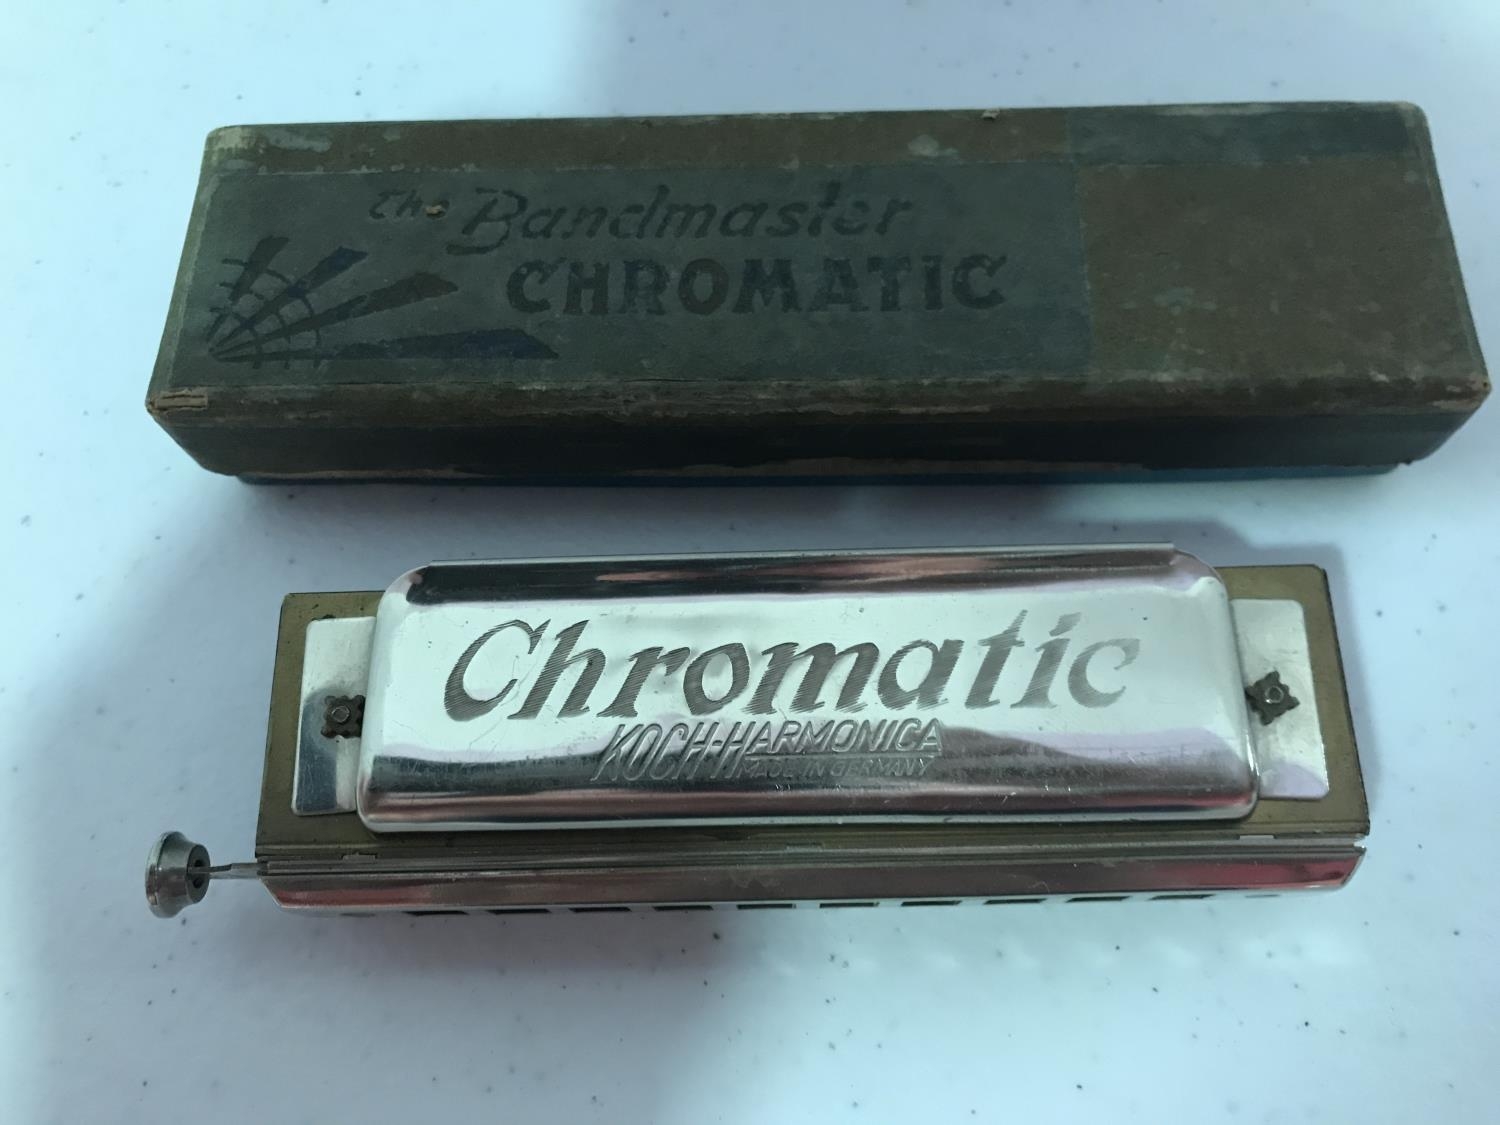 The Bandmaster
CHROMATIC
Chromatic
KOCH-HARMONICA
MADE IN GERMANY